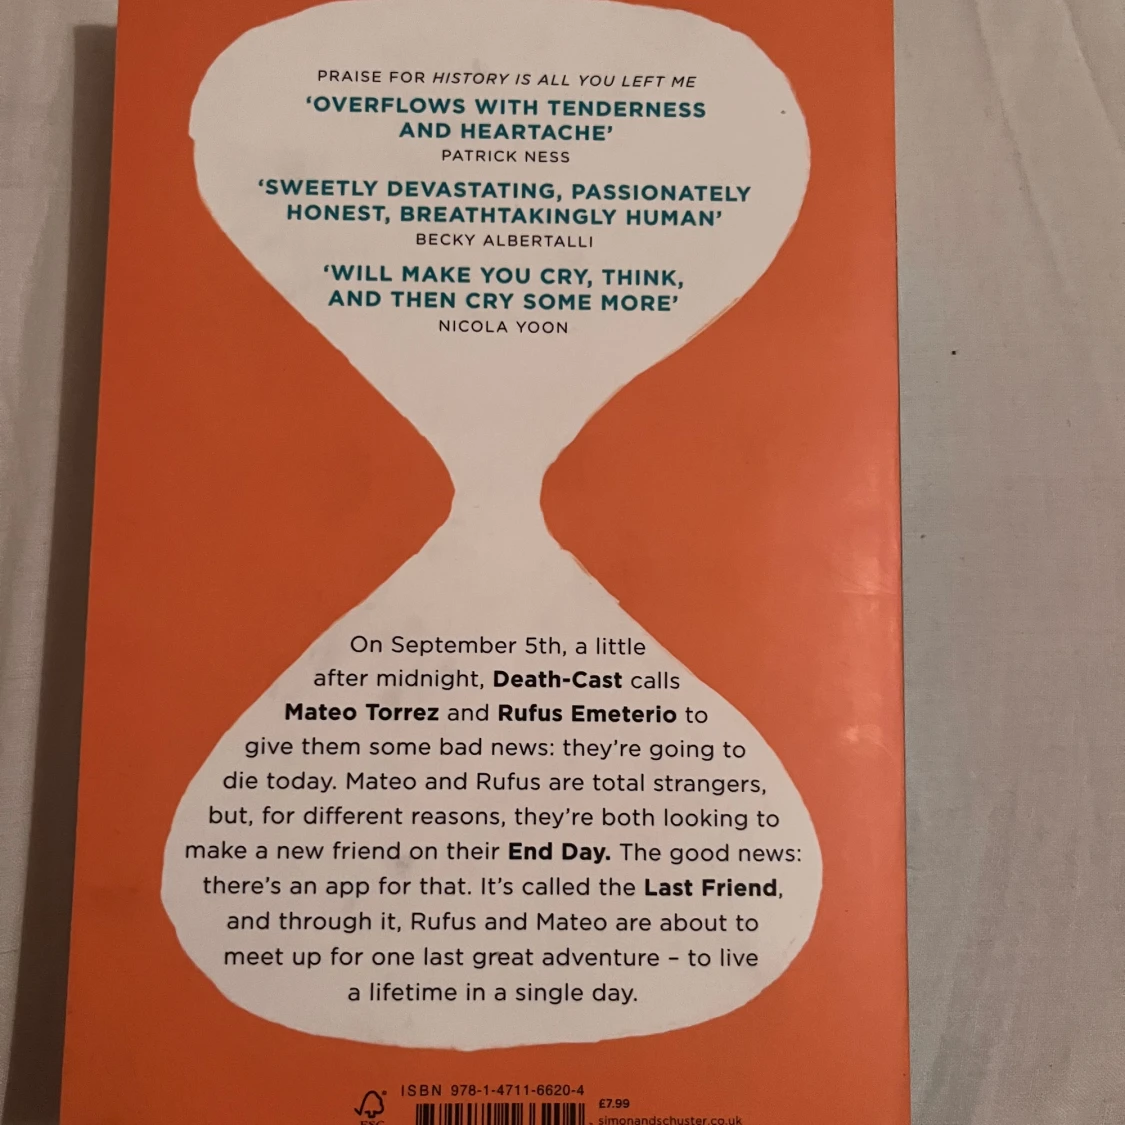 PRAISE FOR HISTORY IS ALL YOU LEFT ME
‘OVERFLOWS WITH TENDERNESS
AND HEARTACHE’
PATRICK NESS
‘SWEETLY DEVASTATING, PASSIONATELY
HONEST, BREATHTAKINGLY HUMAN’
BECKY ALBERTALLI
‘WILL MAKE YOU CRY, THINK,
AND THEN CRY SOME MORE’
NICOLA YOON
On September 5th, a little
after midnight, Death-Cast calls
Mateo Torrez and Rufus Emeterio to
give them some bad news: they’re going to
die today. Mateo and Rufus are total strangers,
but, for different reasons, they’re both looking to
make a new friend on their End Day. The good news:
there’s an app for that. It’s called the Last Friend,
and through it, Rufus and Mateo are about to
meet up for one last great adventure – to live
a lifetime in a single day.
ISBN 978-1-4711-6620-4
£7.99
simonandschuster.co.uk
FSC